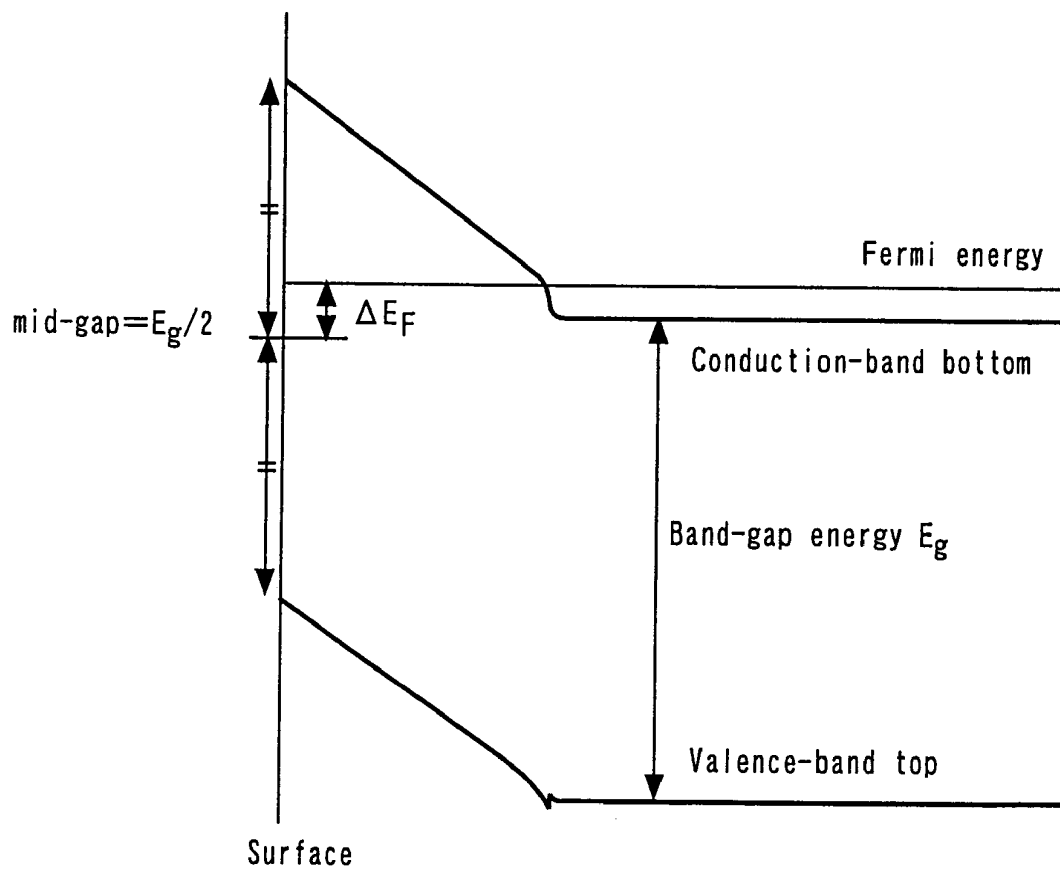 Fermi energy
mid-gap=Eg/2
ΔEF
Conduction-band bottom
Band-gap energy Eg
Valence-band top
Surface